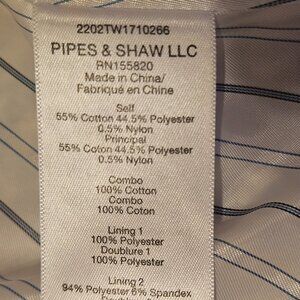 2202TW1710266
PIPES & SHAW LLC
RN155820
Made in China/
Fabriqué en Chine
Self
55% Cotton 44.5% Polyester
0.5% Nylon
Principal
55% Coton 44.5% Polyester
0.5% Nylon
Combo
100% Cotton
Combo
100% Coton
Lining 1
100% Polyester
Doublure 1
100% Polyester
Lining 2
94% Polyester 6% Spandex